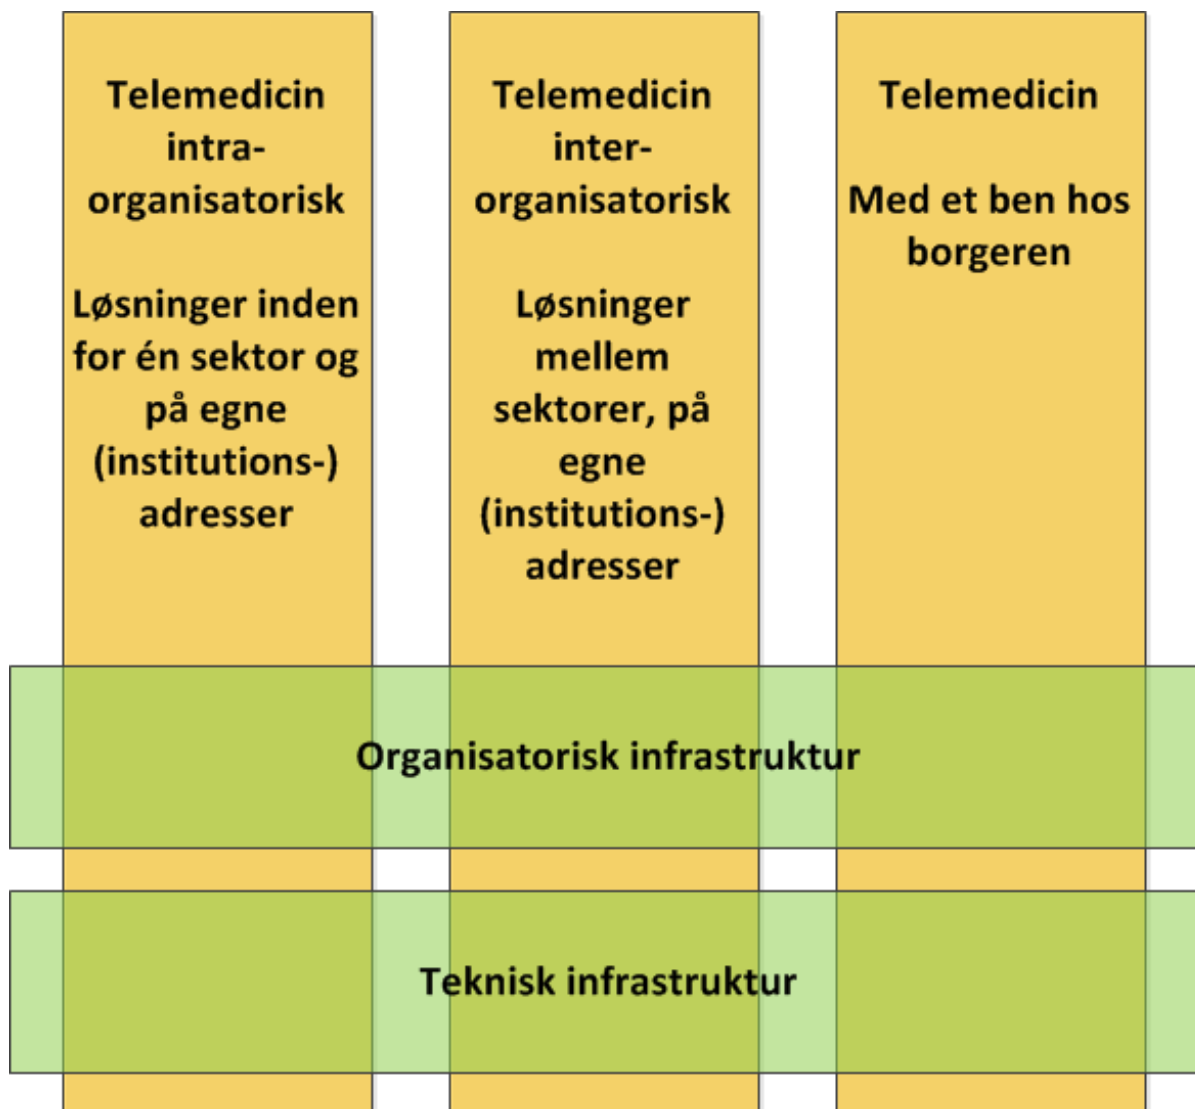 Telemedicin
intra-
organisatorisk
Løsninger inden
for én sektor og
på egne
(institutions-)
adresser
Telemedicin
inter-
organisatorisk
Løsninger
mellem
sektorer, på
egne
(institutions-)
adresser
Telemedicin
Med et ben hos
borgeren
Organisatorisk infrastruktur
Teknisk infrastruktur